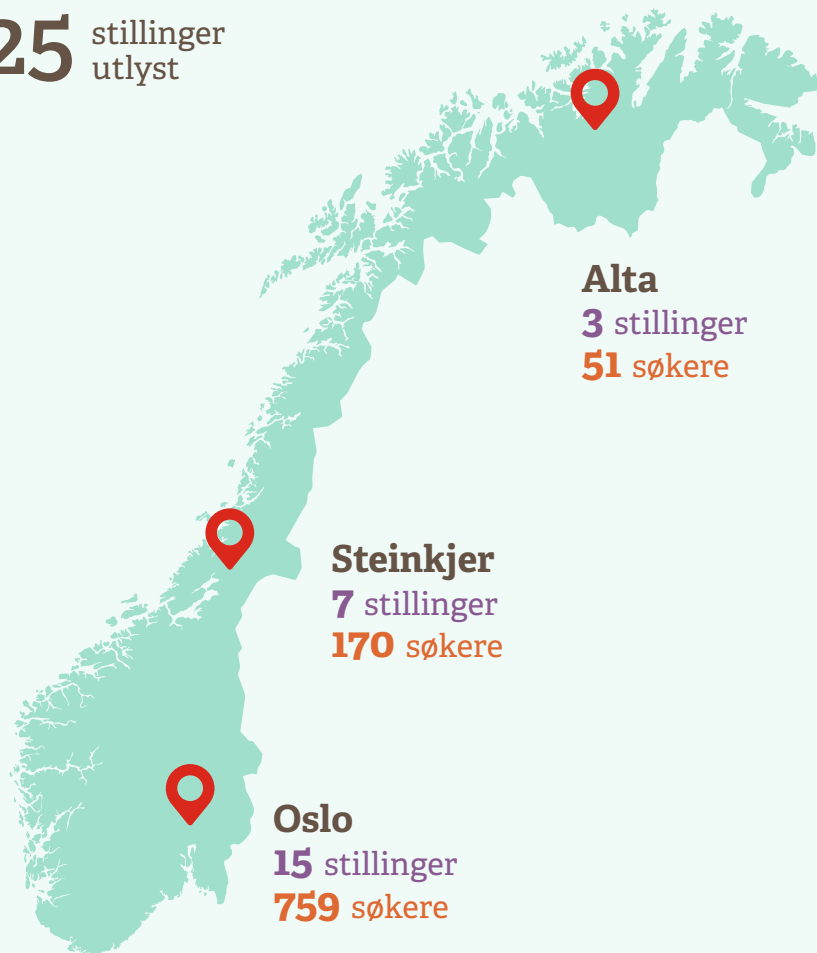 25 stillinger
utlyst
Alta
3 stillinger
51 søkere
Steinkjer
7 stillinger
170 søkere
Oslo
15 stillinger
759 søkere